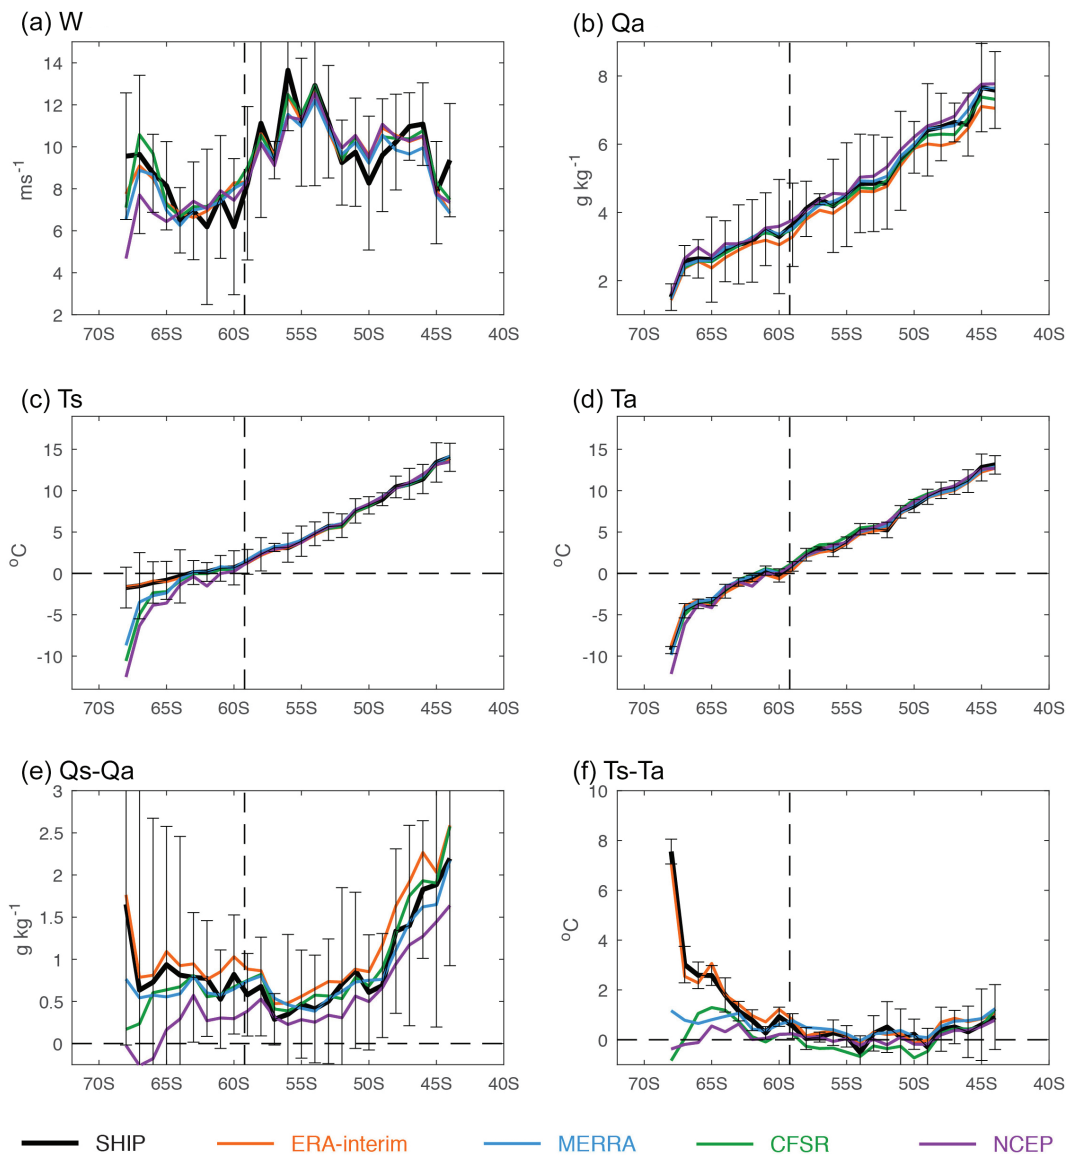 (a) W
(b) Qa
14
12
10
8
6
4
2
ms⁻¹
70S 65S 60S 55S 50S 45S 40S
8
6
4
2
g kg⁻¹
70S 65S 60S 55S 50S 45S 40S
(c) Ts
(d) Ta
15
10
5
0
-5
-10
°C
70S 65S 60S 55S 50S 45S 40S
15
10
5
0
-5
-10
°C
70S 65S 60S 55S 50S 45S 40S
(e) Qs-Qa
(f) Ts-Ta
3
2.5
2
1.5
1
0.5
0
g kg⁻¹
70S 65S 60S 55S 50S 45S 40S
10
8
6
4
2
0
°C
70S 65S 60S 55S 50S 45S 40S
SHIP ERA-interim MERRA CFSR NCEP